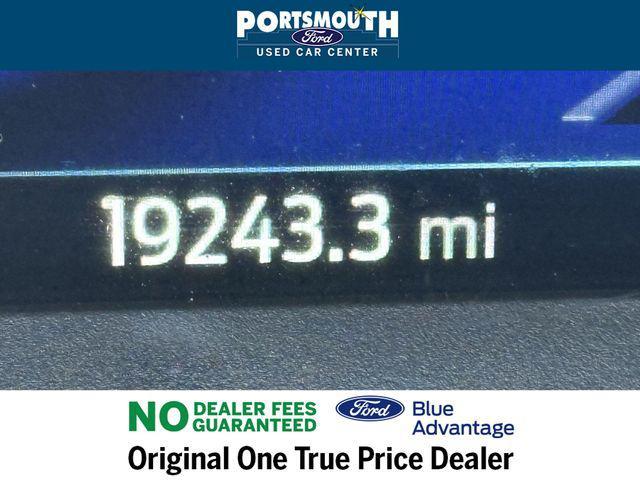 PORTSMOUTH
Ford
USED CAR CENTER
19243.3 mi
NO DEALER FEES GUARANTEED
Ford Blue Advantage
Original One True Price Dealer